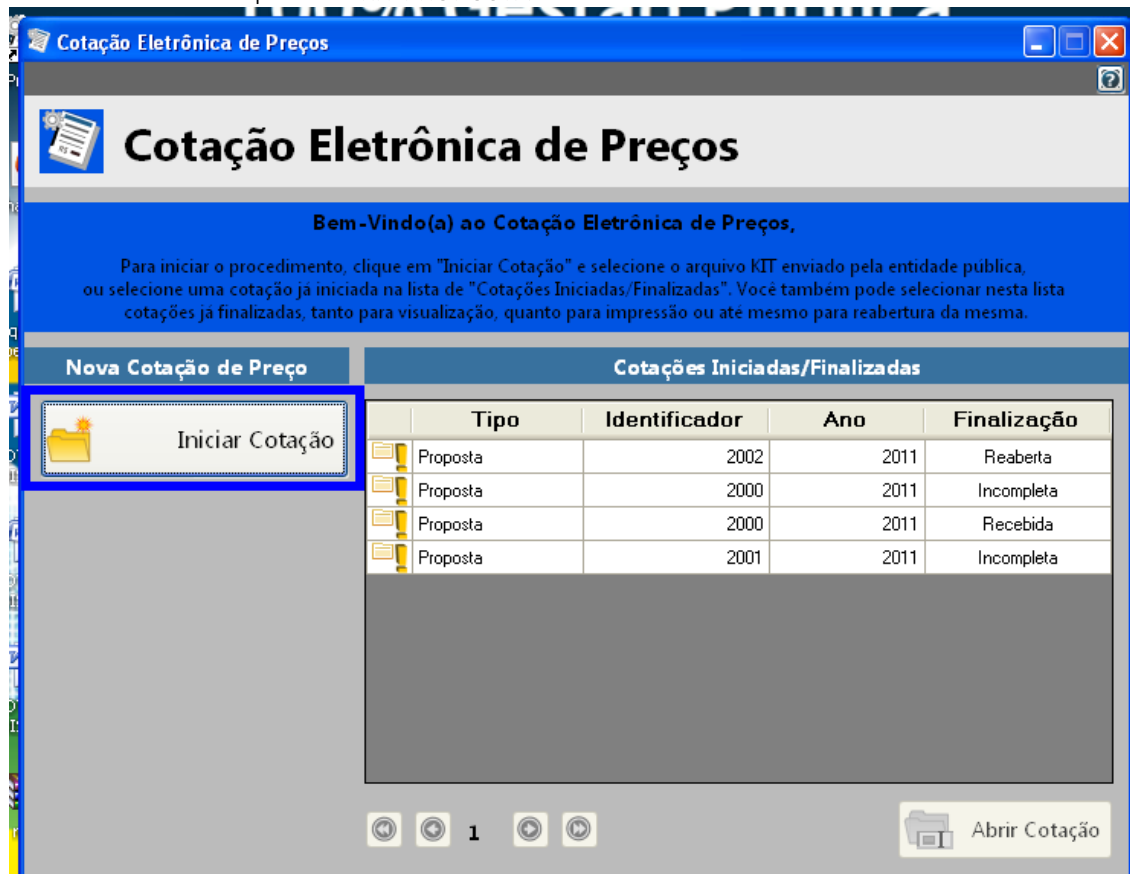 Cotação Eletrônica de Preços
Cotação Eletrônica de Preços
Bem-Vindo(a) ao Cotação Eletrônica de Preços,
Para iniciar o procedimento, clique em "Iniciar Cotação" e selecione o arquivo KIT enviado pela entidade pública,
ou selecione uma cotação já iniciada na lista de "Cotações Iniciadas/Finalizadas". Você também pode selecionar nesta lista
cotações já finalizadas, tanto para visualização, quanto para impressão ou até mesmo para reabertura da mesma.
Nova Cotação de Preço
Cotações Iniciadas/Finalizadas
Iniciar Cotação
Tipo Identificador Ano Finalização
Proposta 2002 2011 Reaberta
Proposta 2000 2011 Incompleta
Proposta 2000 2011 Recebida
Proposta 2001 2011 Incompleta
1
Abrir Cotação